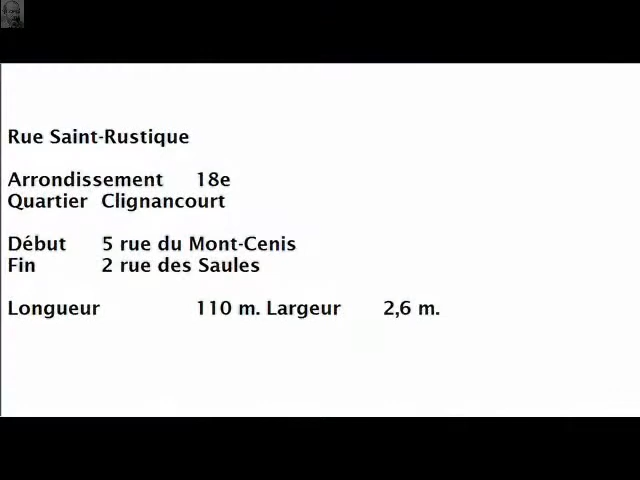 Rue Saint-Rustique
Arrondissement 18e
Quartier Clignancourt
Début 5 rue du Mont-Cenis
Fin 2 rue des Saules
Longueur 110 m. Largeur 2,6 m.